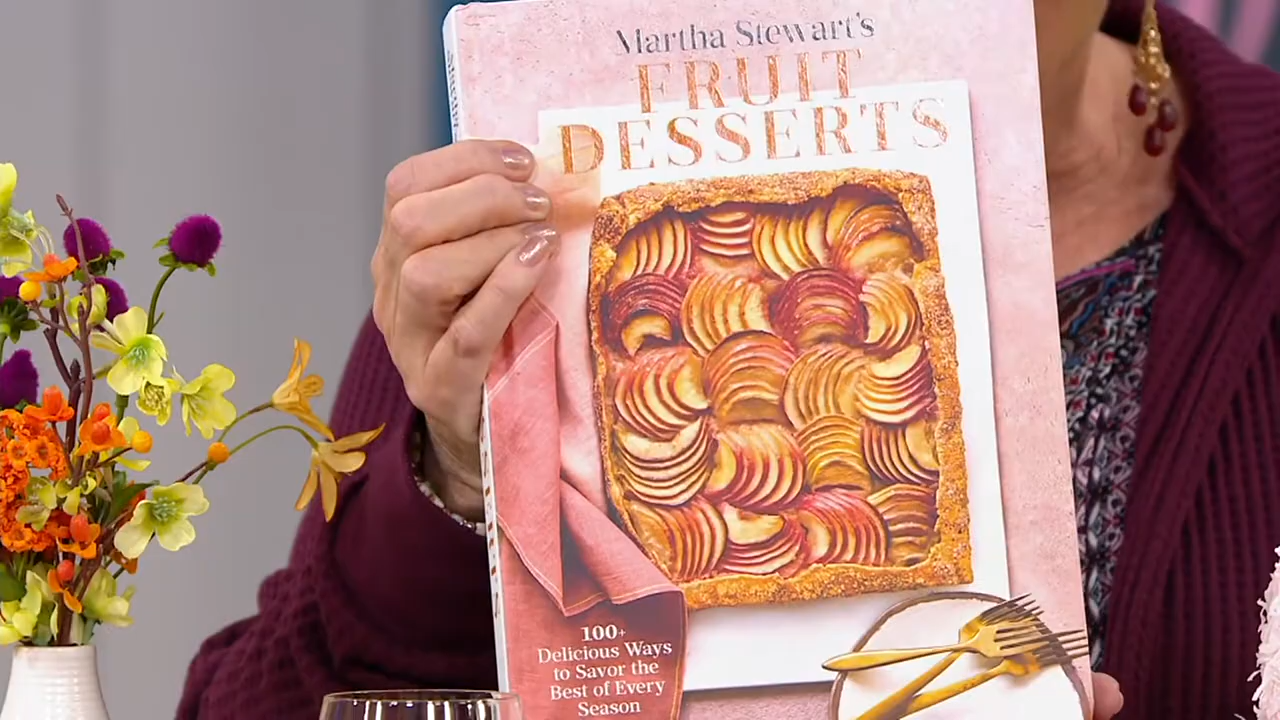 Martha Stewart's
FRUIT
DESSERTS
100+
Delicious Ways
to Savor the
Best of Every
Season